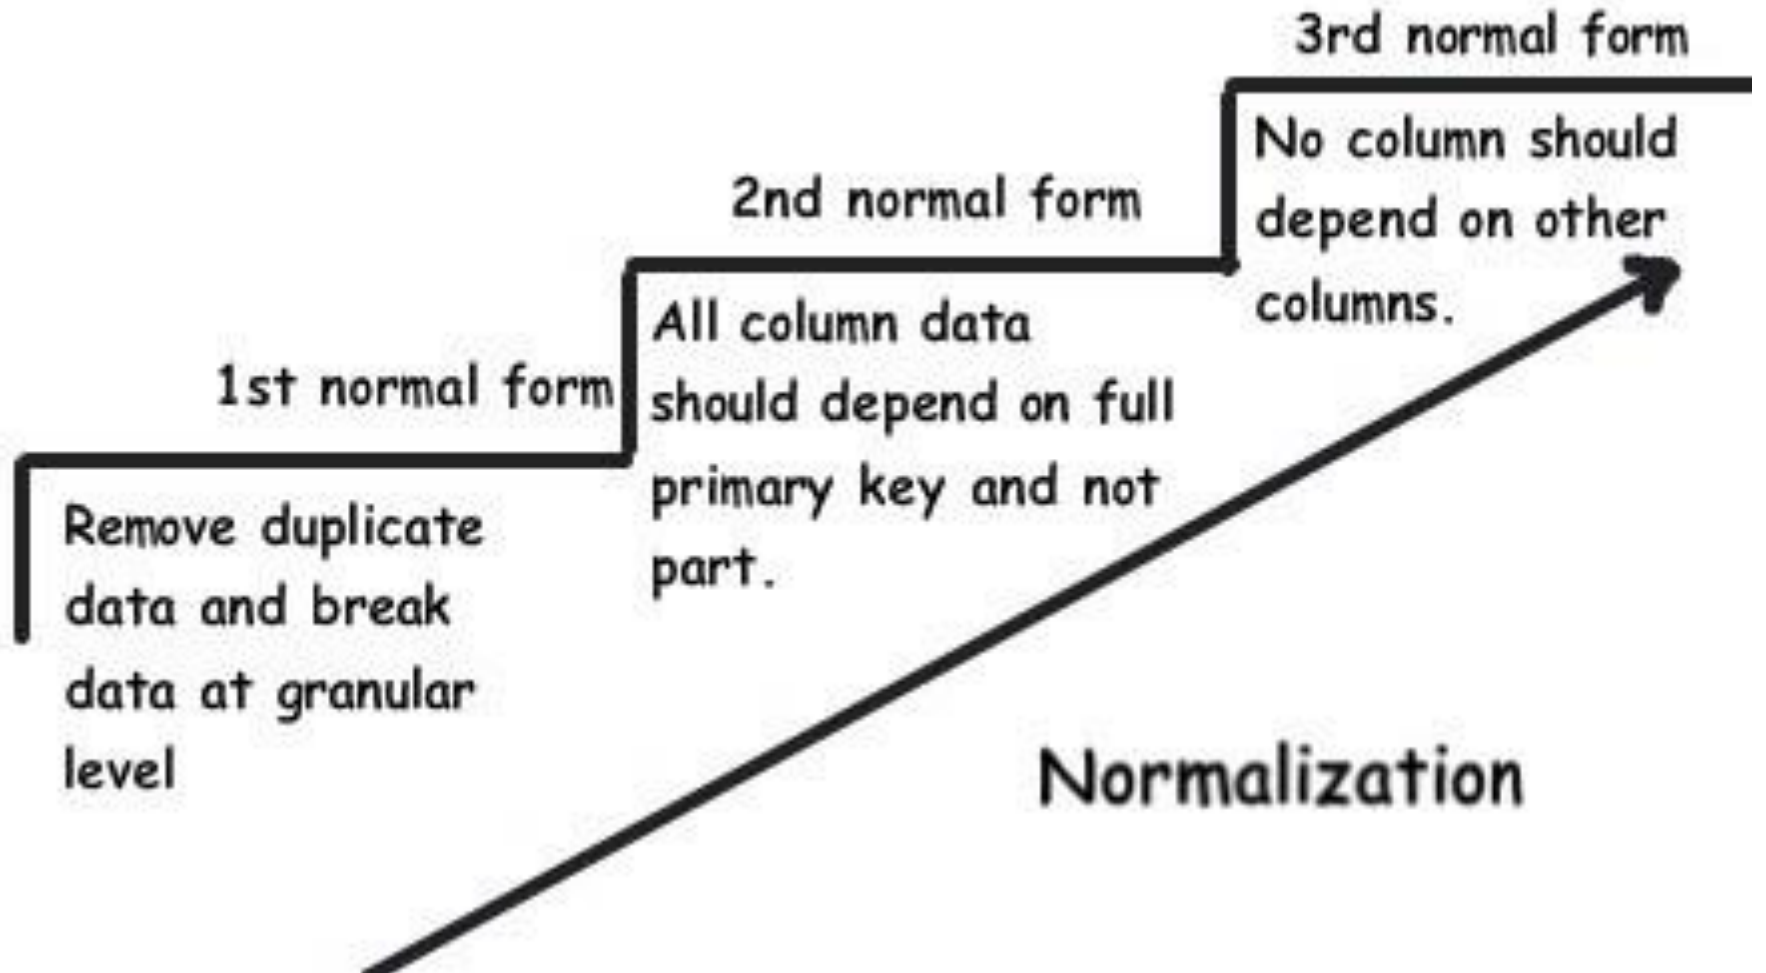 1st normal form
Remove duplicate
data and break
data at granular
level
2nd normal form
All column data
should depend on full
primary key and not
part.
3rd normal form
No column should
depend on other
columns.
Normalization